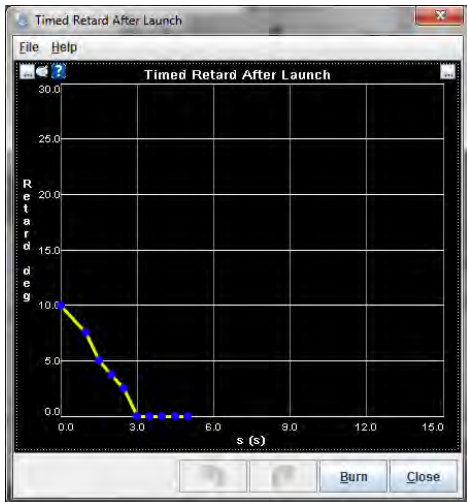 Timed Retard After Launch
File Help
... ? Timed Retard After Launch ...
30.0
25.0
20.0
15.0
10.0
5.0
0.0
Retard deg
0.0 3.0 6.0 9.0 12.0 15.0
s (s)
Burn Close